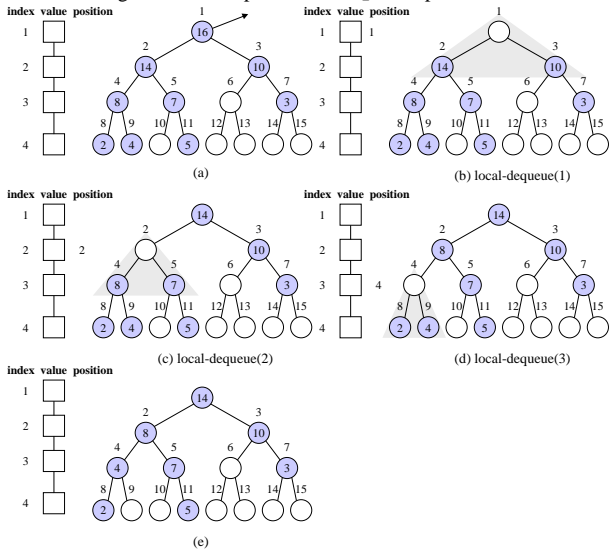 index value position 1
1 16
2 3
2 14 10
4 5 6 7
3 8 7 3
8 9 10 11 12 13 14 15
4 2 4 5
(a)
index value position 1
1 1
2 3
2 14 10
4 5 6 7
3 8 7 3
8 9 10 11 12 13 14 15
4 2 4 5
(b) local-dequeue(1)
index value position
1 14
2 3
2 2 10
4 5 6 7
3 8 7 3
8 9 10 11 12 13 14 15
4 2 4 5
(c) local-dequeue(2)
index value position
1 14
2 3
2 8 10
4 5 6 7
3 4 7 3
8 9 10 11 12 13 14 15
4 2 4 5
(d) local-dequeue(3)
index value position
1 14
2 3
2 8 10
4 5 6 7
3 4 7 3
8 9 10 11 12 13 14 15
4 2 5
(e)